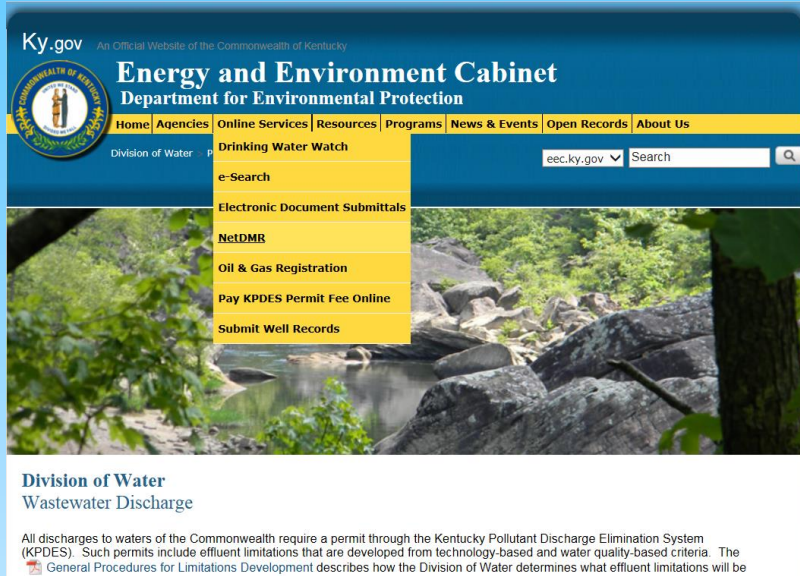 Ky.gov An Official Website of the Commonwealth of Kentucky
Energy and Environment Cabinet
Department for Environmental Protection
Home Agencies Online Services Resources Programs News & Events Open Records About Us
Division of Water > P
eec.ky.gov Search
Drinking Water Watch
e-Search
Electronic Document Submittals
NetDMR
Oil & Gas Registration
Pay KPDES Permit Fee Online
Submit Well Records
Division of Water
Wastewater Discharge
All discharges to waters of the Commonwealth require a permit through the Kentucky Pollutant Discharge Elimination System
(KPDES). Such permits include effluent limitations that are developed from technology-based and water quality-based criteria. The
General Procedures for Limitations Development describes how the Division of Water determines what effluent limitations will be